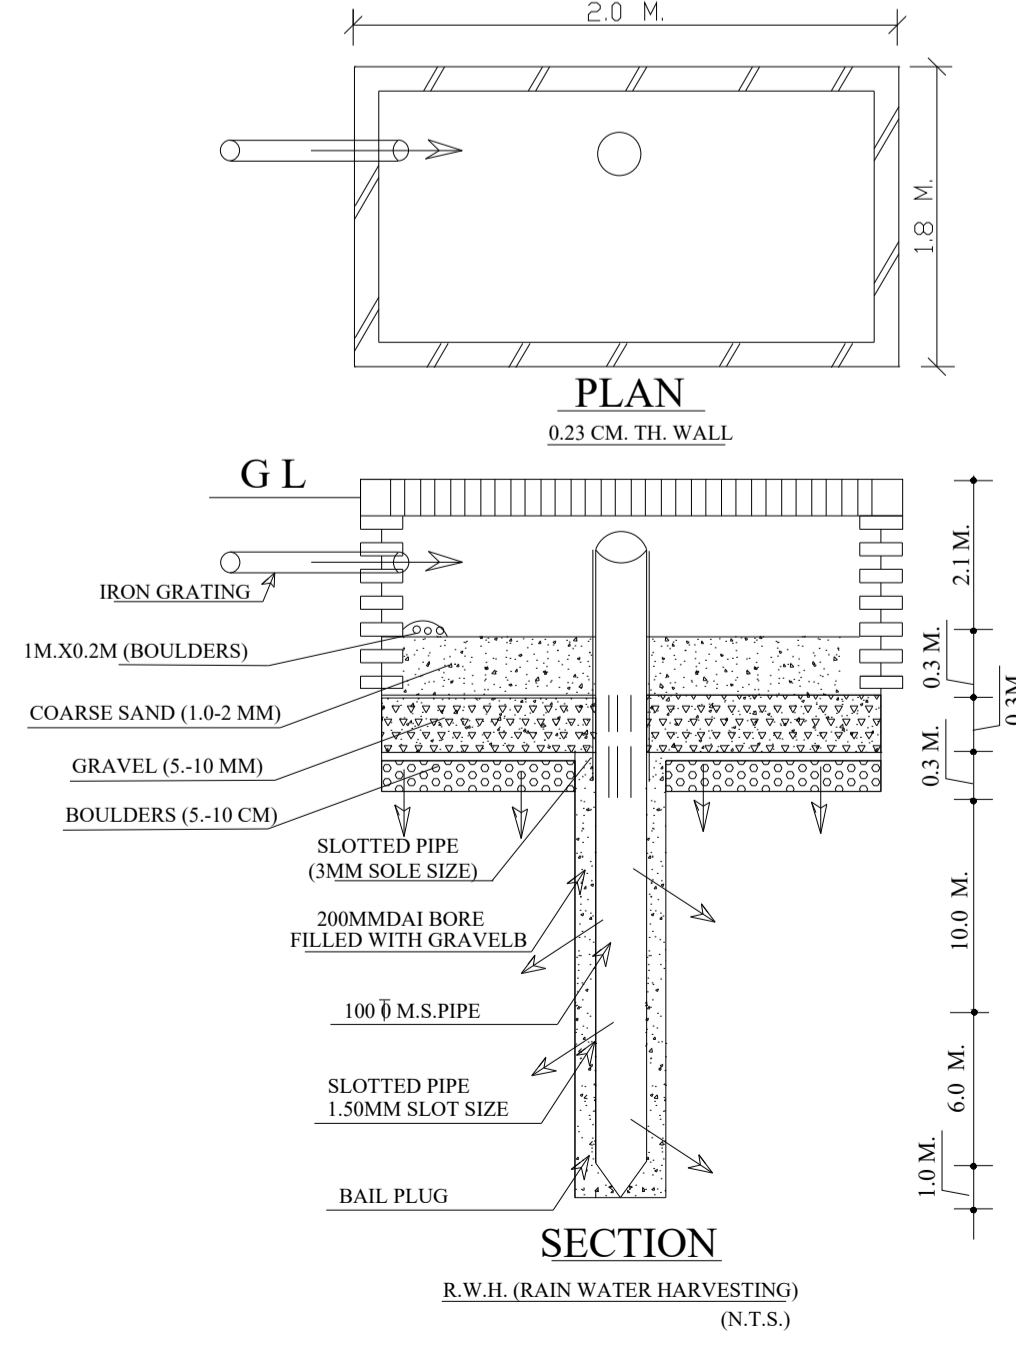 2.0 M.
1.8 M.
PLAN
0.23 CM. TH. WALL
G L
2.1 M.
IRON GRATING
1M.X0.2M (BOULDERS)
0.3 M.
0.3M
COARSE SAND (1.0-2 MM)
GRAVEL (5.-10 MM)
0.3 M.
BOULDERS (5.-10 CM)
SLOTTED PIPE
(3MM SOLE SIZE)
200MMDAI BORE
FILLED WITH GRAVELB
10.0 M.
100 0̅ M.S.PIPE
SLOTTED PIPE
1.50MM SLOT SIZE
6.0 M.
1.0 M.
BAIL PLUG
SECTION
R.W.H. (RAIN WATER HARVESTING)
(N.T.S.)